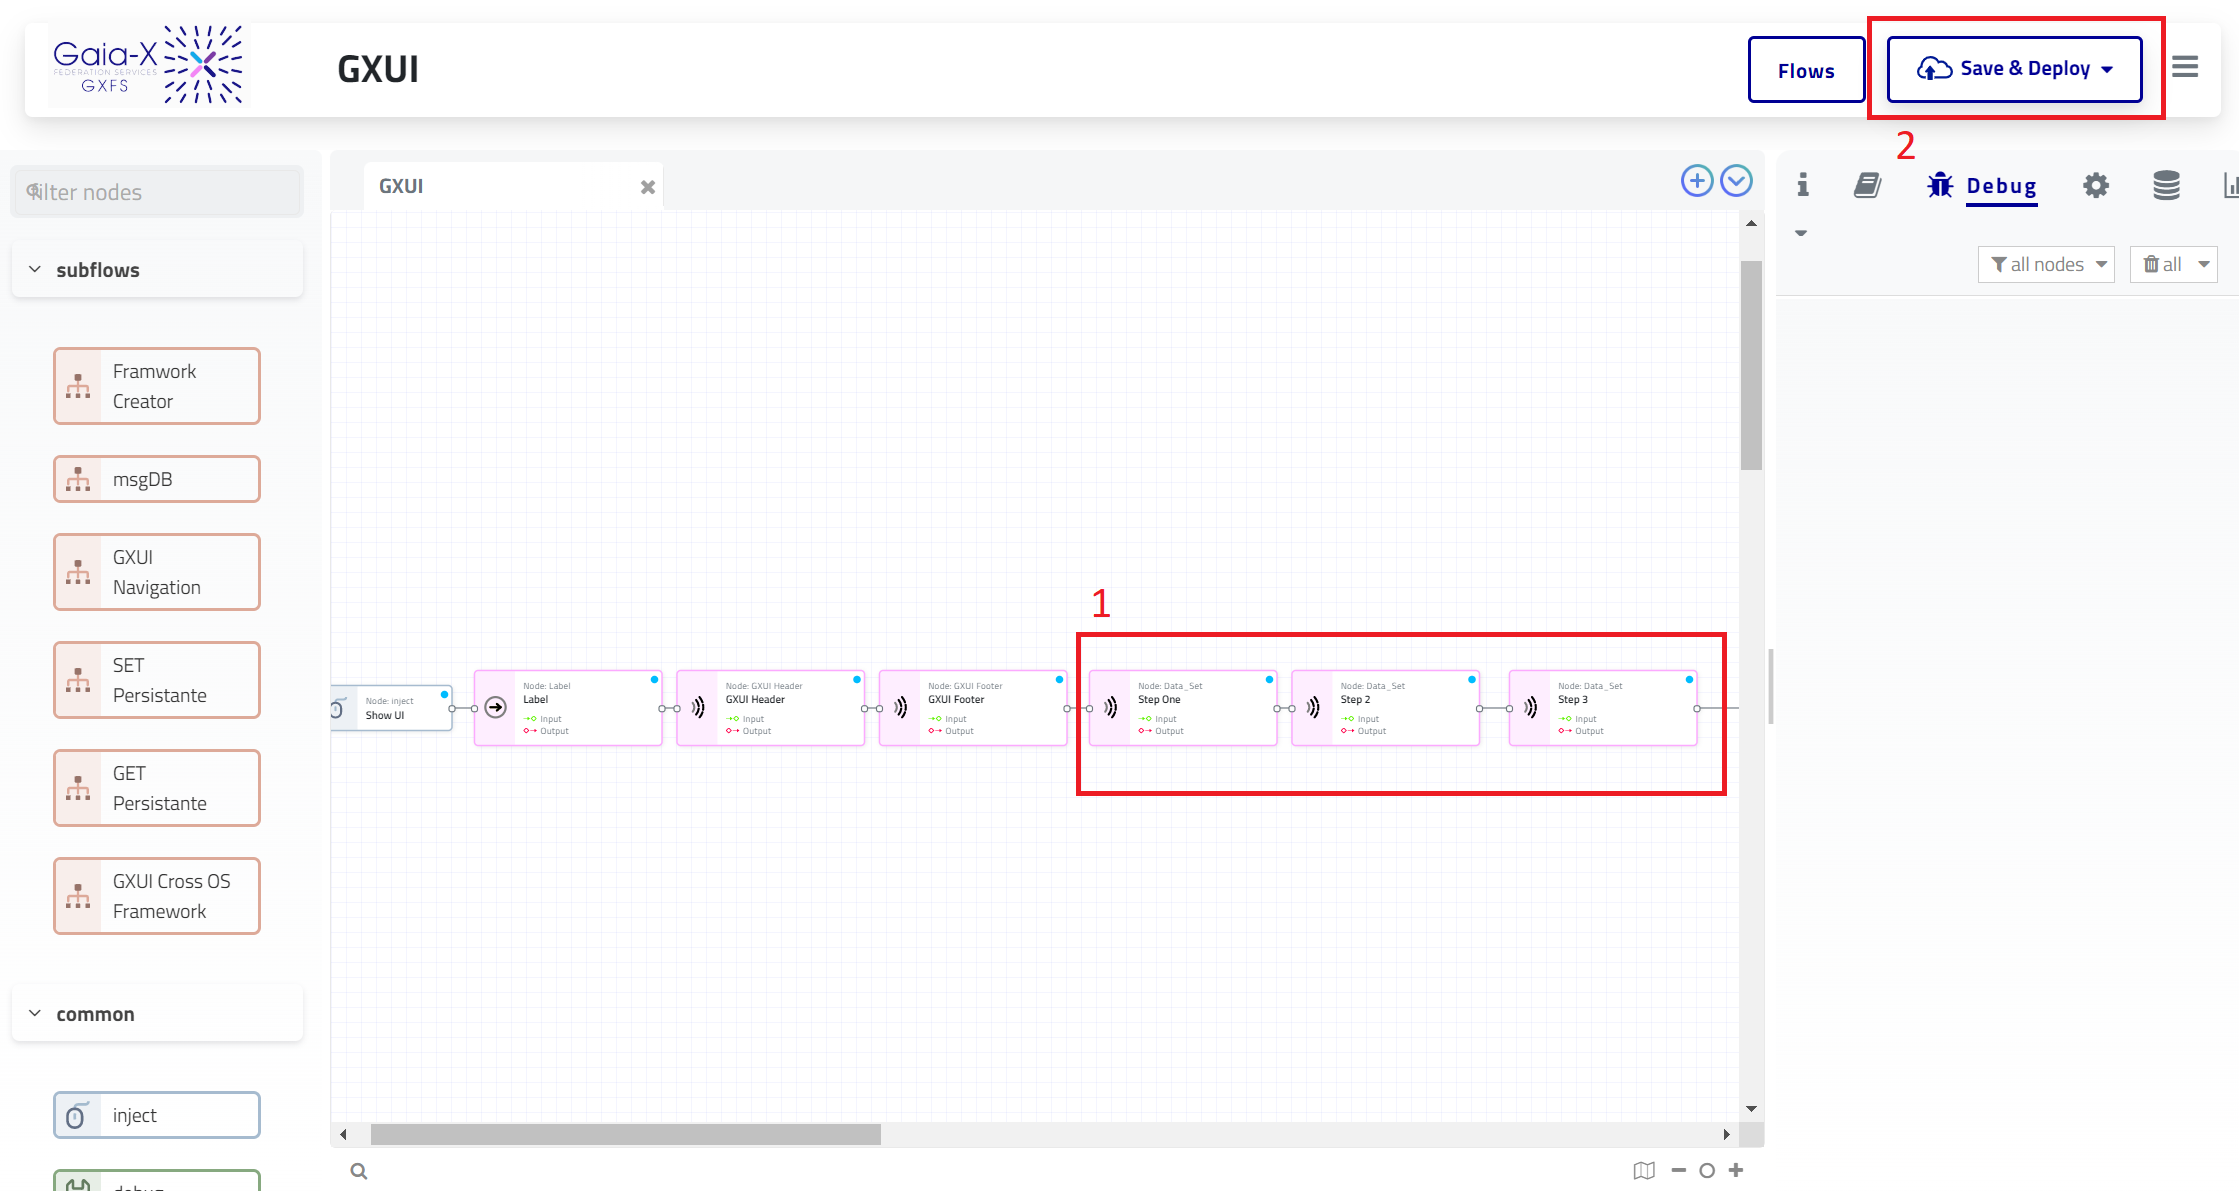 Gaia-X
FEDERATION SERVICES
GXFS
GXUI
Flows
Save & Deploy
2
filter nodes
GXUI
Debug
all nodes
all
subflows
Framwork
Creator
msgDB
GXUI
Navigation
SET
Persistante
GET
Persistante
GXUI Cross OS
Framework
common
inject
debug
1
Node: inject
Show UI
Node: Label
Label
Input
Output
Node: GXUI Header
GXUI Header
Input
Output
Node: GXUI Footer
GXUI Footer
Input
Output
Node: Data_Set
Step One
Input
Output
Node: Data_Set
Step 2
Input
Output
Node: Data_Set
Step 3
Input
Output